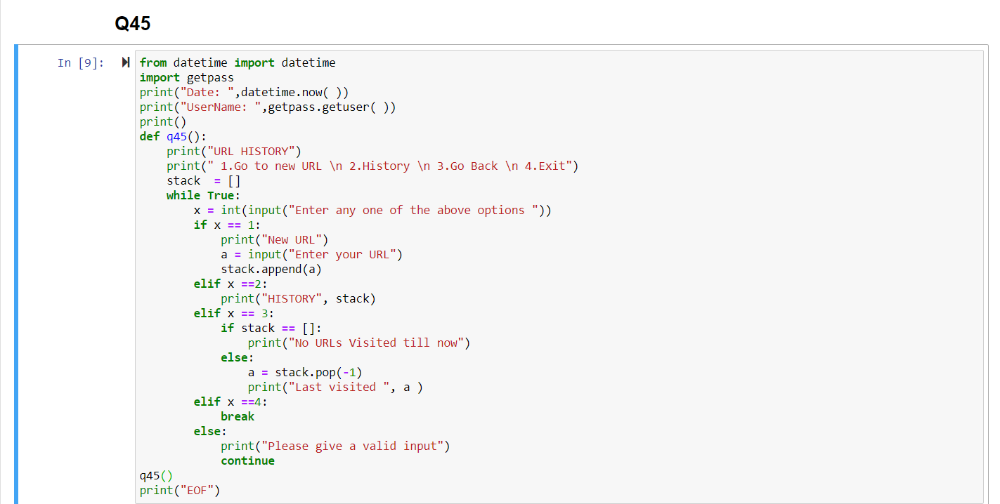 Q45
In [9]:
from datetime import datetime
import getpass
print("Date: ",datetime.now( ))
print("UserName: ",getpass.getuser( ))
print()
def q45():
    print("URL HISTORY")
    print(" 1.Go to new URL \n 2.History \n 3.Go Back \n 4.Exit")
    stack  = []
    while True:
        x = int(input("Enter any one of the above options "))
        if x == 1:
            print("New URL")
            a = input("Enter your URL")
            stack.append(a)
        elif x ==2:
            print("HISTORY", stack)
        elif x == 3:
            if stack == []:
                print("No URLs Visited till now")
            else:
                a = stack.pop(-1)
                print("Last visited ", a )
        elif x ==4:
            break
        else:
            print("Please give a valid input")
            continue
q45()
print("EOF")